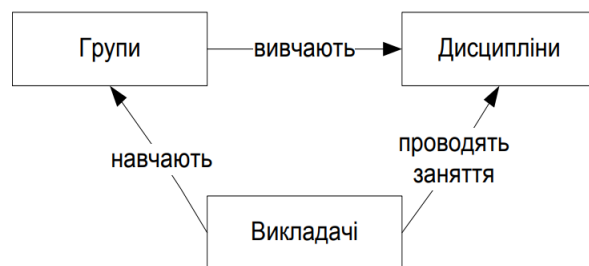 Групи
вивчають
Дисципліни
навчають
проводять
заняття
Викладачі